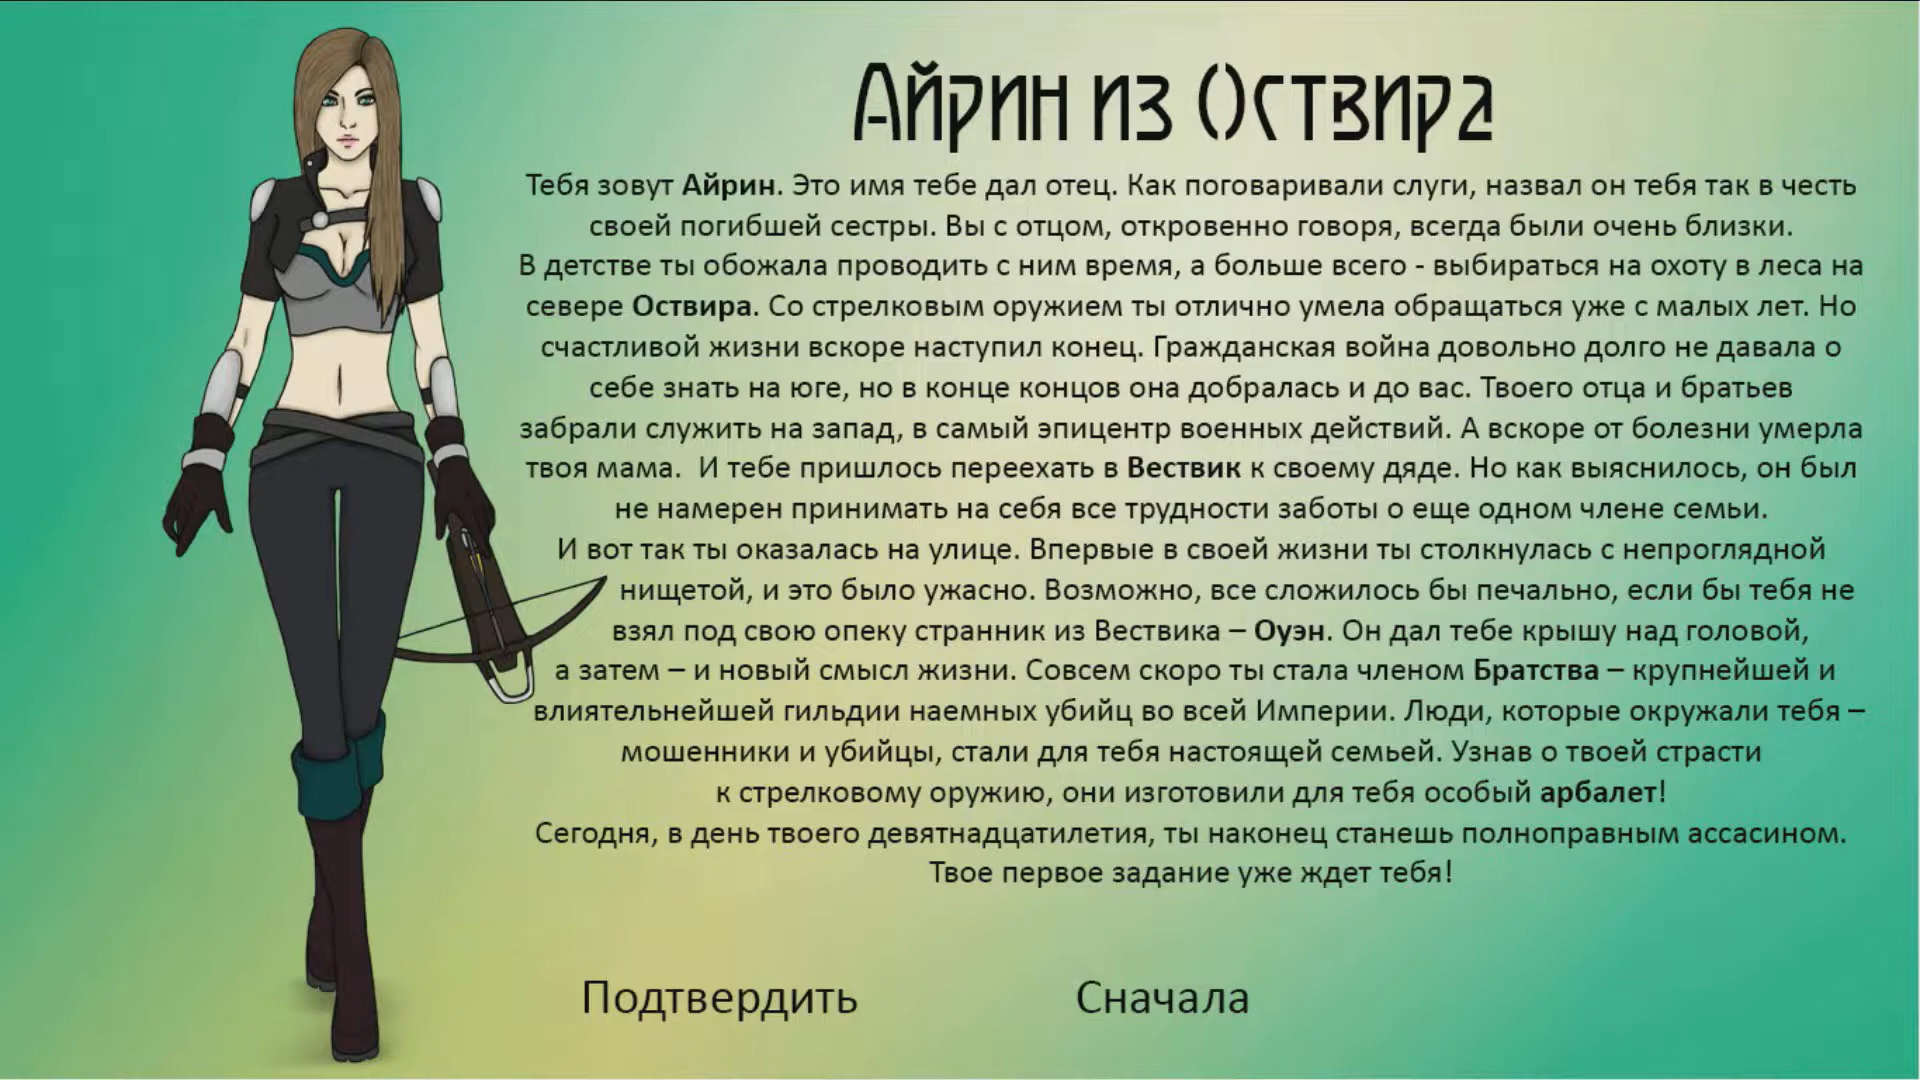 Айрин из Оствира
Тебя зовут Айрин. Это имя тебе дал отец. Как поговаривали слуги, назвал он тебя так в честь
своей погибшей сестры. Вы с отцом, откровенно говоря, всегда были очень близки.
В детстве ты обожала проводить с ним время, а больше всего - выбираться на охоту в леса на
севере Оствира. Со стрелковым оружием ты отлично умела обращаться уже с малых лет. Но
счастливой жизни вскоре наступил конец. Гражданская война довольно долго не давала о
себе знать на юге, но в конце концов она добралась и до вас. Твоего отца и братьев
забрали служить на запад, в самый эпицентр военных действий. А вскоре от болезни умерла
твоя мама.  И тебе пришлось переехать в Вествик к своему дяде. Но как выяснилось, он был
не намерен принимать на себя все трудности заботы о еще одном члене семьи.
И вот так ты оказалась на улице. Впервые в своей жизни ты столкнулась с непроглядной
нищетой, и это было ужасно. Возможно, все сложилось бы печально, если бы тебя не
взял под свою опеку странник из Вествика – Оуэн. Он дал тебе крышу над головой,
а затем – и новый смысл жизни. Совсем скоро ты стала членом Братства – крупнейшей и
влиятельнейшей гильдии наемных убийц во всей Империи. Люди, которые окружали тебя –
мошенники и убийцы, стали для тебя настоящей семьей. Узнав о твоей страсти
к стрелковому оружию, они изготовили для тебя особый арбалет!
Сегодня, в день твоего девятнадцатилетия, ты наконец станешь полноправным ассасином.
Твое первое задание уже ждет тебя!
Подтвердить
Сначала